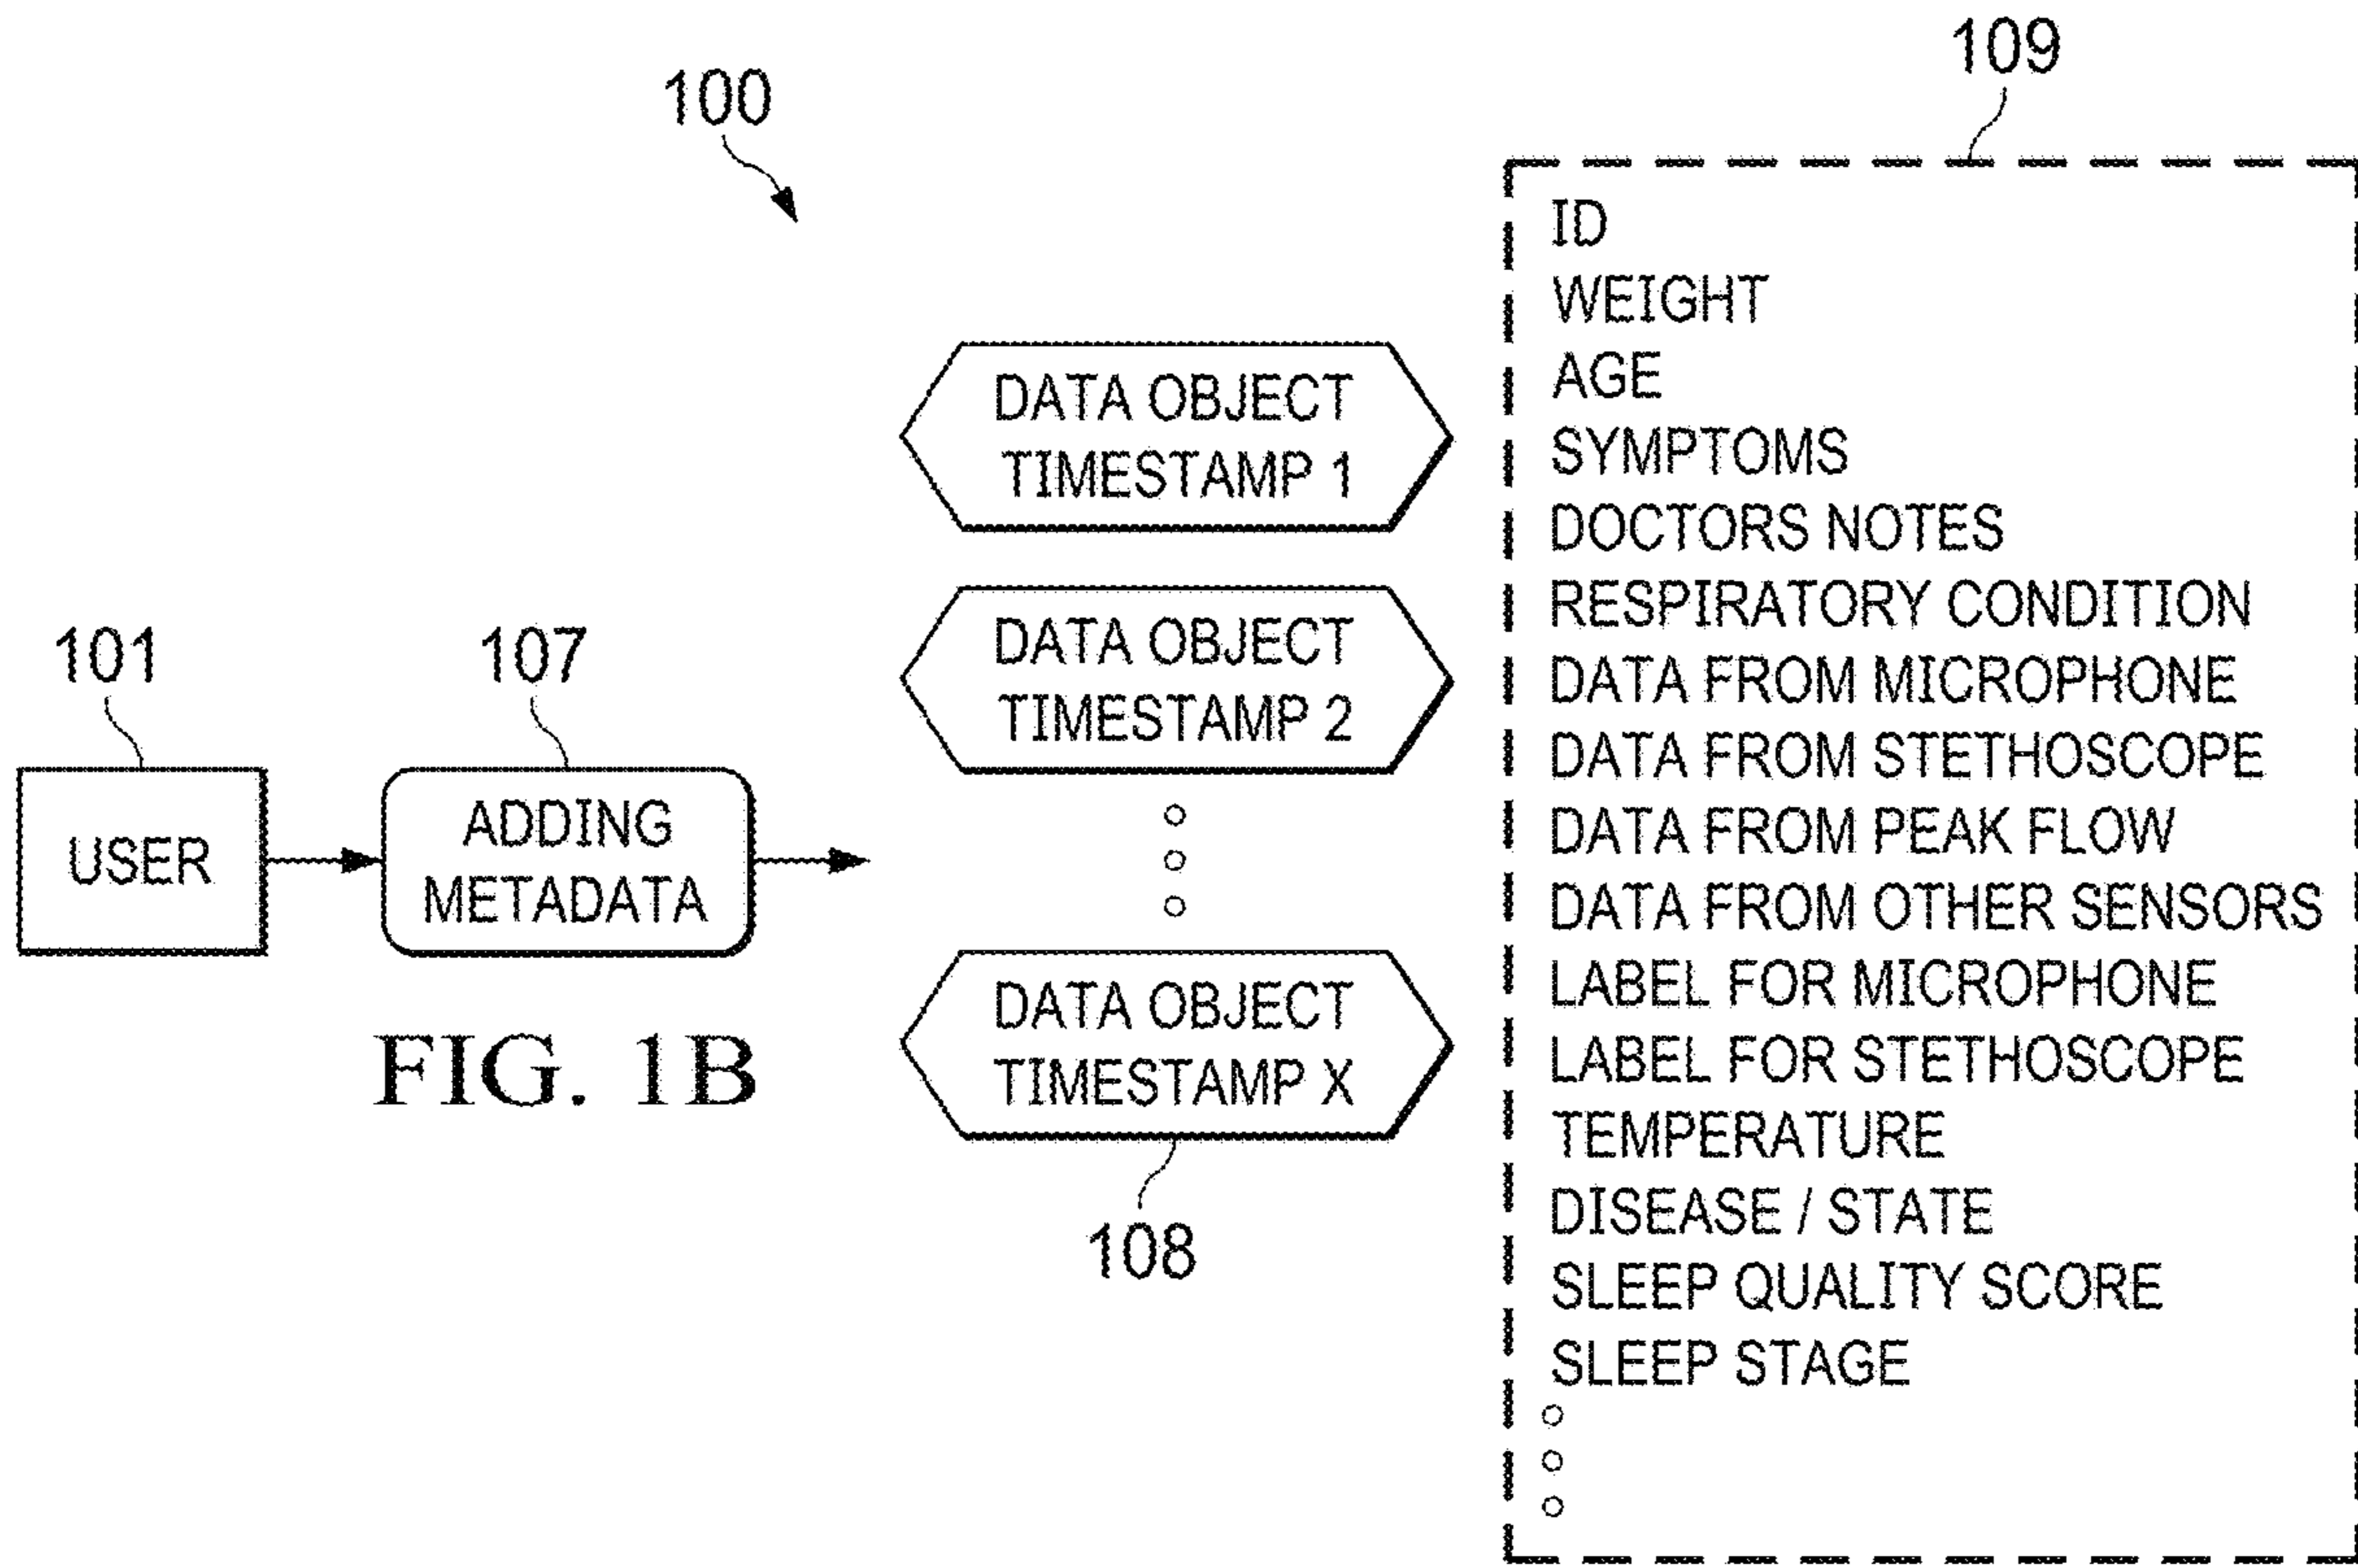 100
109
ID
WEIGHT
AGE
SYMPTOMS
DOCTORS NOTES
RESPIRATORY CONDITION
DATA FROM MICROPHONE
DATA FROM STETHOSCOPE
DATA FROM PEAK FLOW
DATA FROM OTHER SENSORS
LABEL FOR MICROPHONE
LABEL FOR STETHOSCOPE
TEMPERATURE
DISEASE / STATE
SLEEP QUALITY SCORE
SLEEP STAGE
DATA OBJECT
TIMESTAMP 1
DATA OBJECT
TIMESTAMP 2
DATA OBJECT
TIMESTAMP X
108
101
USER
107
ADDING
METADATA
FIG. 1B